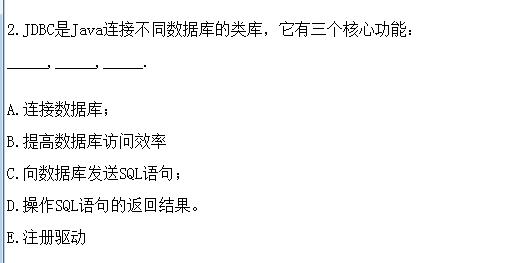 2.JDBC是Java连接不同数据库的类库，它有三个核心功能：
_____,_____,_____.
A.连接数据库；
B.提高数据库访问效率
C.向数据库发送SQL语句；
D.操作SQL语句的返回结果。
E.注册驱动